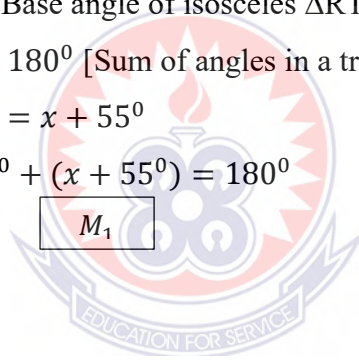 Base angle of isosceles ΔRT
180⁰ [Sum of angles in a tr
= 𝑥 + 55⁰
⁰ + (𝑥 + 55⁰) = 180⁰
𝑀₁
EDUCATION FOR SERVICE